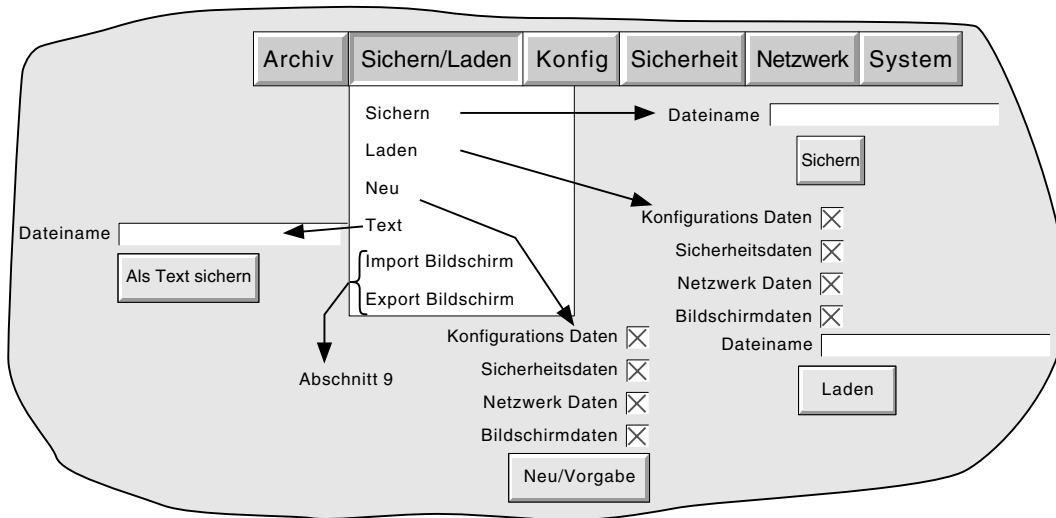 Archiv Sichern/Laden Konfig Sicherheit Netzwerk System
Sichern
Laden
Neu
Text
Import Bildschirm
Export Bildschirm
Dateiname
Sichern
Konfigurations Daten
Sicherheitsdaten
Netzwerk Daten
Bildschirmdaten
Dateiname
Laden
Dateiname
Als Text sichern
Abschnitt 9
Konfigurations Daten
Sicherheitsdaten
Netzwerk Daten
Bildschirmdaten
Neu/Vorgabe